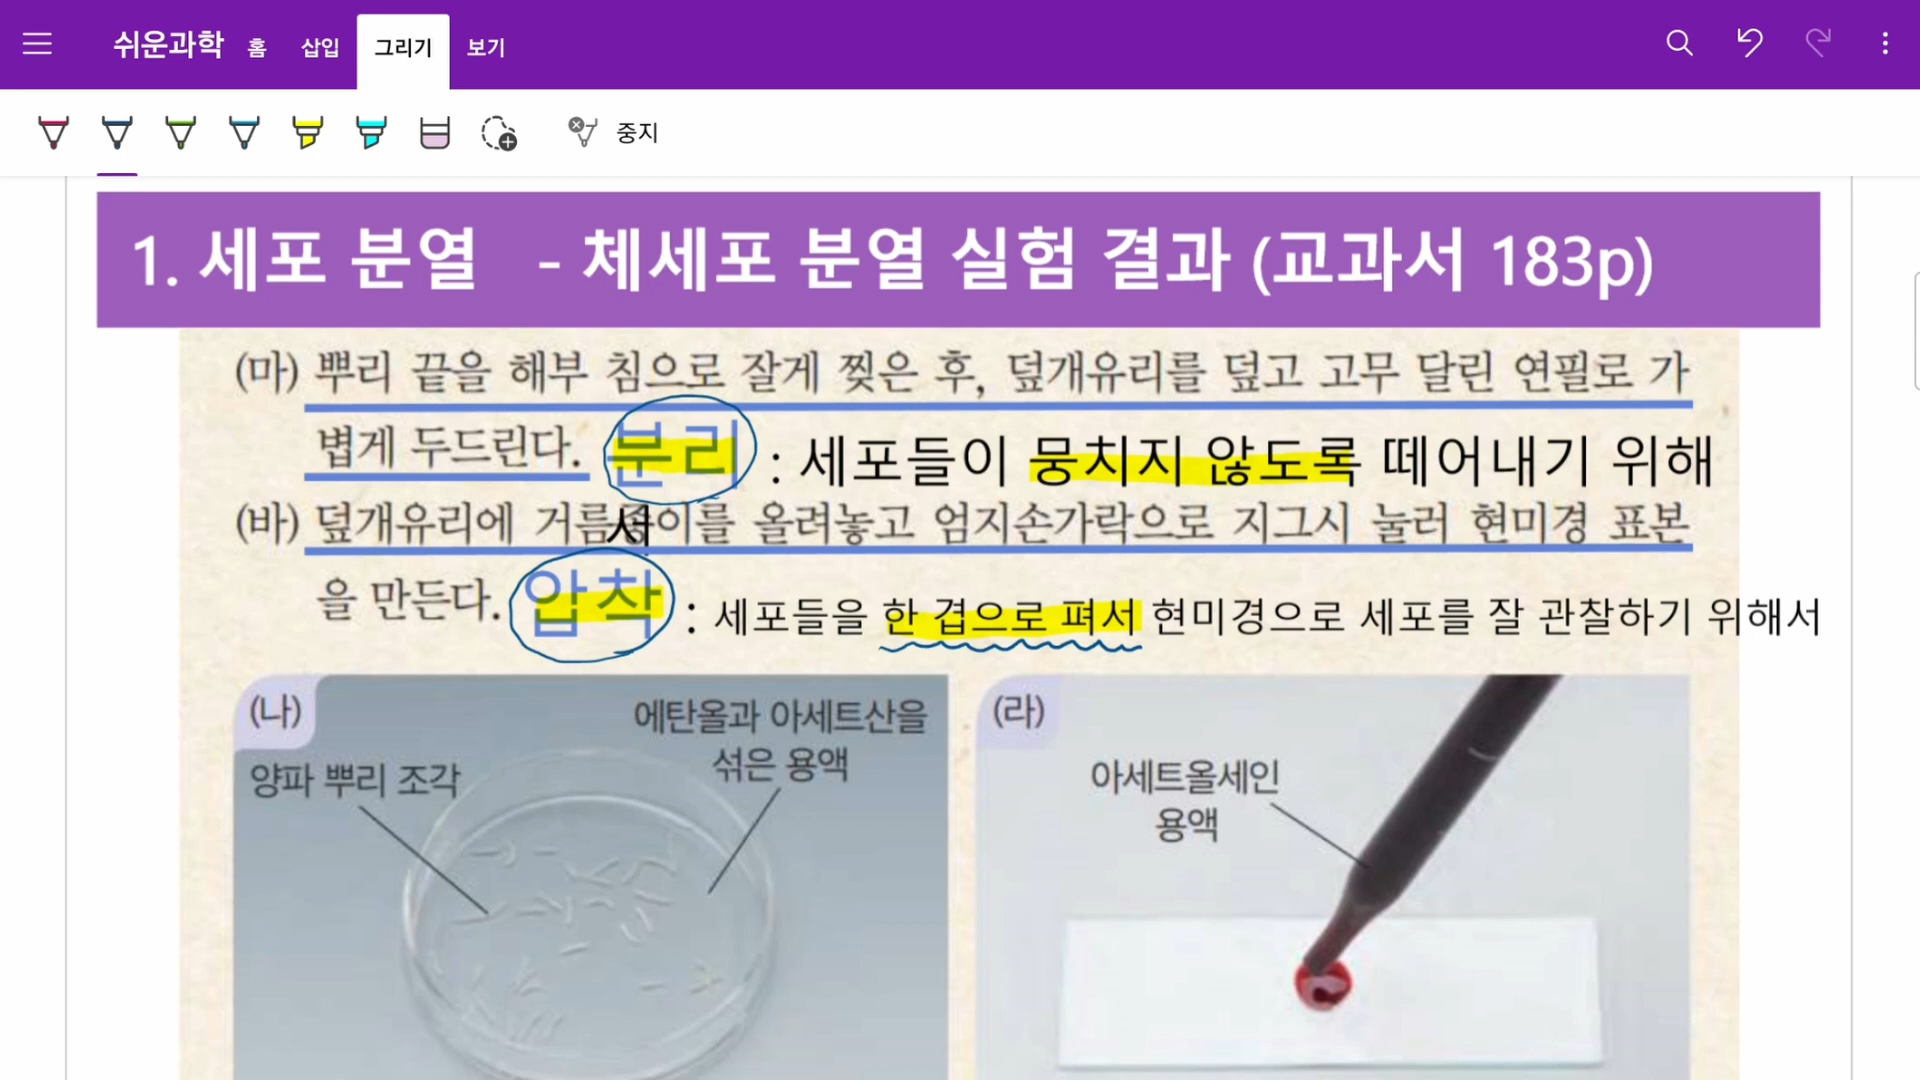 쉬운과학 홈 삽입 그리기 보기
중지
1. 세포 분열 - 체세포 분열 실험 결과 (교과서 183p)
(마) 뿌리 끝을 해부 침으로 잘게 찢은 후, 덮개유리를 덮고 고무 달린 연필로 가
볍게 두드린다. 분리 : 세포들이 뭉치지 않도록 떼어내기 위해
서
(바) 덮개유리에 거름종이를 올려놓고 엄지손가락으로 지그시 눌러 현미경 표본
을 만든다. 압착 : 세포들을 한 겹으로 펴서 현미경으로 세포를 잘 관찰하기 위해서
(나)
에탄올과 아세트산을
섞은 용액
양파 뿌리 조각
(라)
아세트올세인
용액